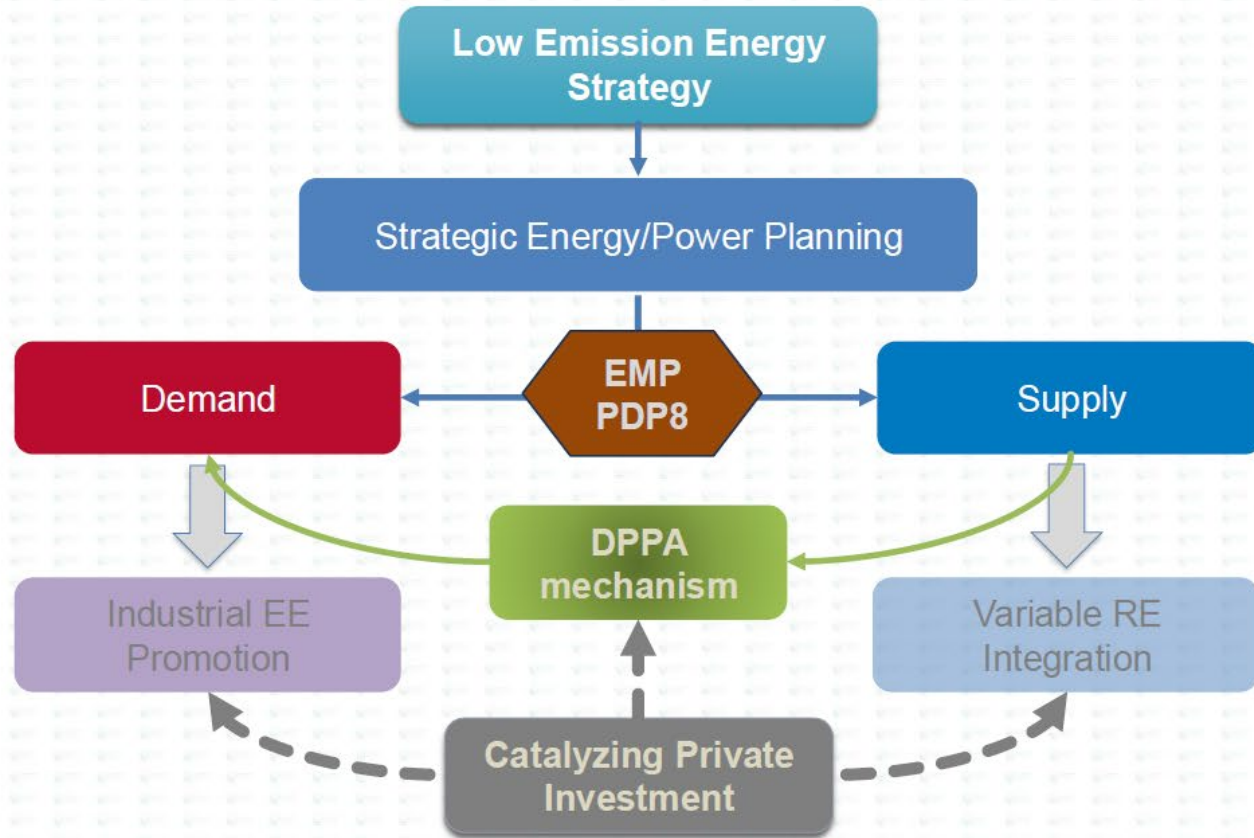 Low Emission Energy
Strategy
Strategic Energy/Power Planning
Demand
EMP
PDP8
Supply
DPPA
mechanism
Industrial EE
Promotion
Variable RE
Integration
Catalyzing Private
Investment